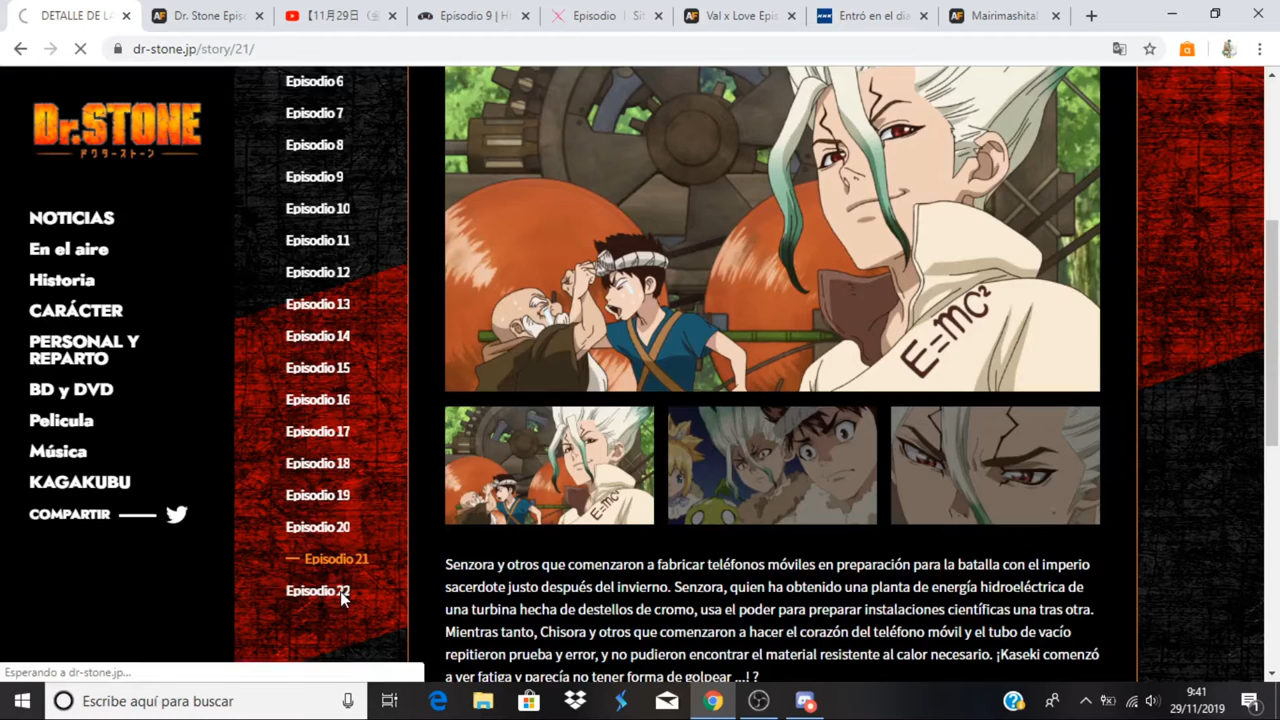 DETALLE DE LA
Dr. Stone Epis
【11月29日 (金
Episodio 9 | H
Episodio | Sit
Val x Love Epi
Entró en el dia
Mairimashita!
dr-stone.jp/story/21/
Dr.STONE
ドクターストーン
NOTICIAS
En el aire
Historia
CARÁCTER
PERSONAL Y
REPARTO
BD y DVD
Pelicula
Música
KAGAKUBU
COMPARTIR
Episodio 6
Episodio 7
Episodio 8
Episodio 9
Episodio 10
Episodio 11
Episodio 12
Episodio 13
Episodio 14
Episodio 15
Episodio 16
Episodio 17
Episodio 18
Episodio 19
Episodio 20
Episodio 21
Episodio 22
E=mc²
Senzora y otros que comenzaron a fabricar teléfonos móviles en preparación para la batalla con el imperio
sacerdote justo después del invierno. Senzora, quien ha obtenido una planta de energía hidroeléctrica de
una turbina hecha de destellos de cromo, usa el poder para preparar instalaciones científicas una tras otra.
Mientras tanto, Chisora y otros que comenzaron a hacer el corazón del teléfono móvil y el tubo de vacío
repitieron prueba y error, y no pudieron encontrar el material resistente al calor necesario. ¡Kaseki comenzó
a ver fatiga y parecía no tener forma de golpear ...! ?
Esperando a dr-stone.jp...
Escribe aquí para buscar
9:41
29/11/2019